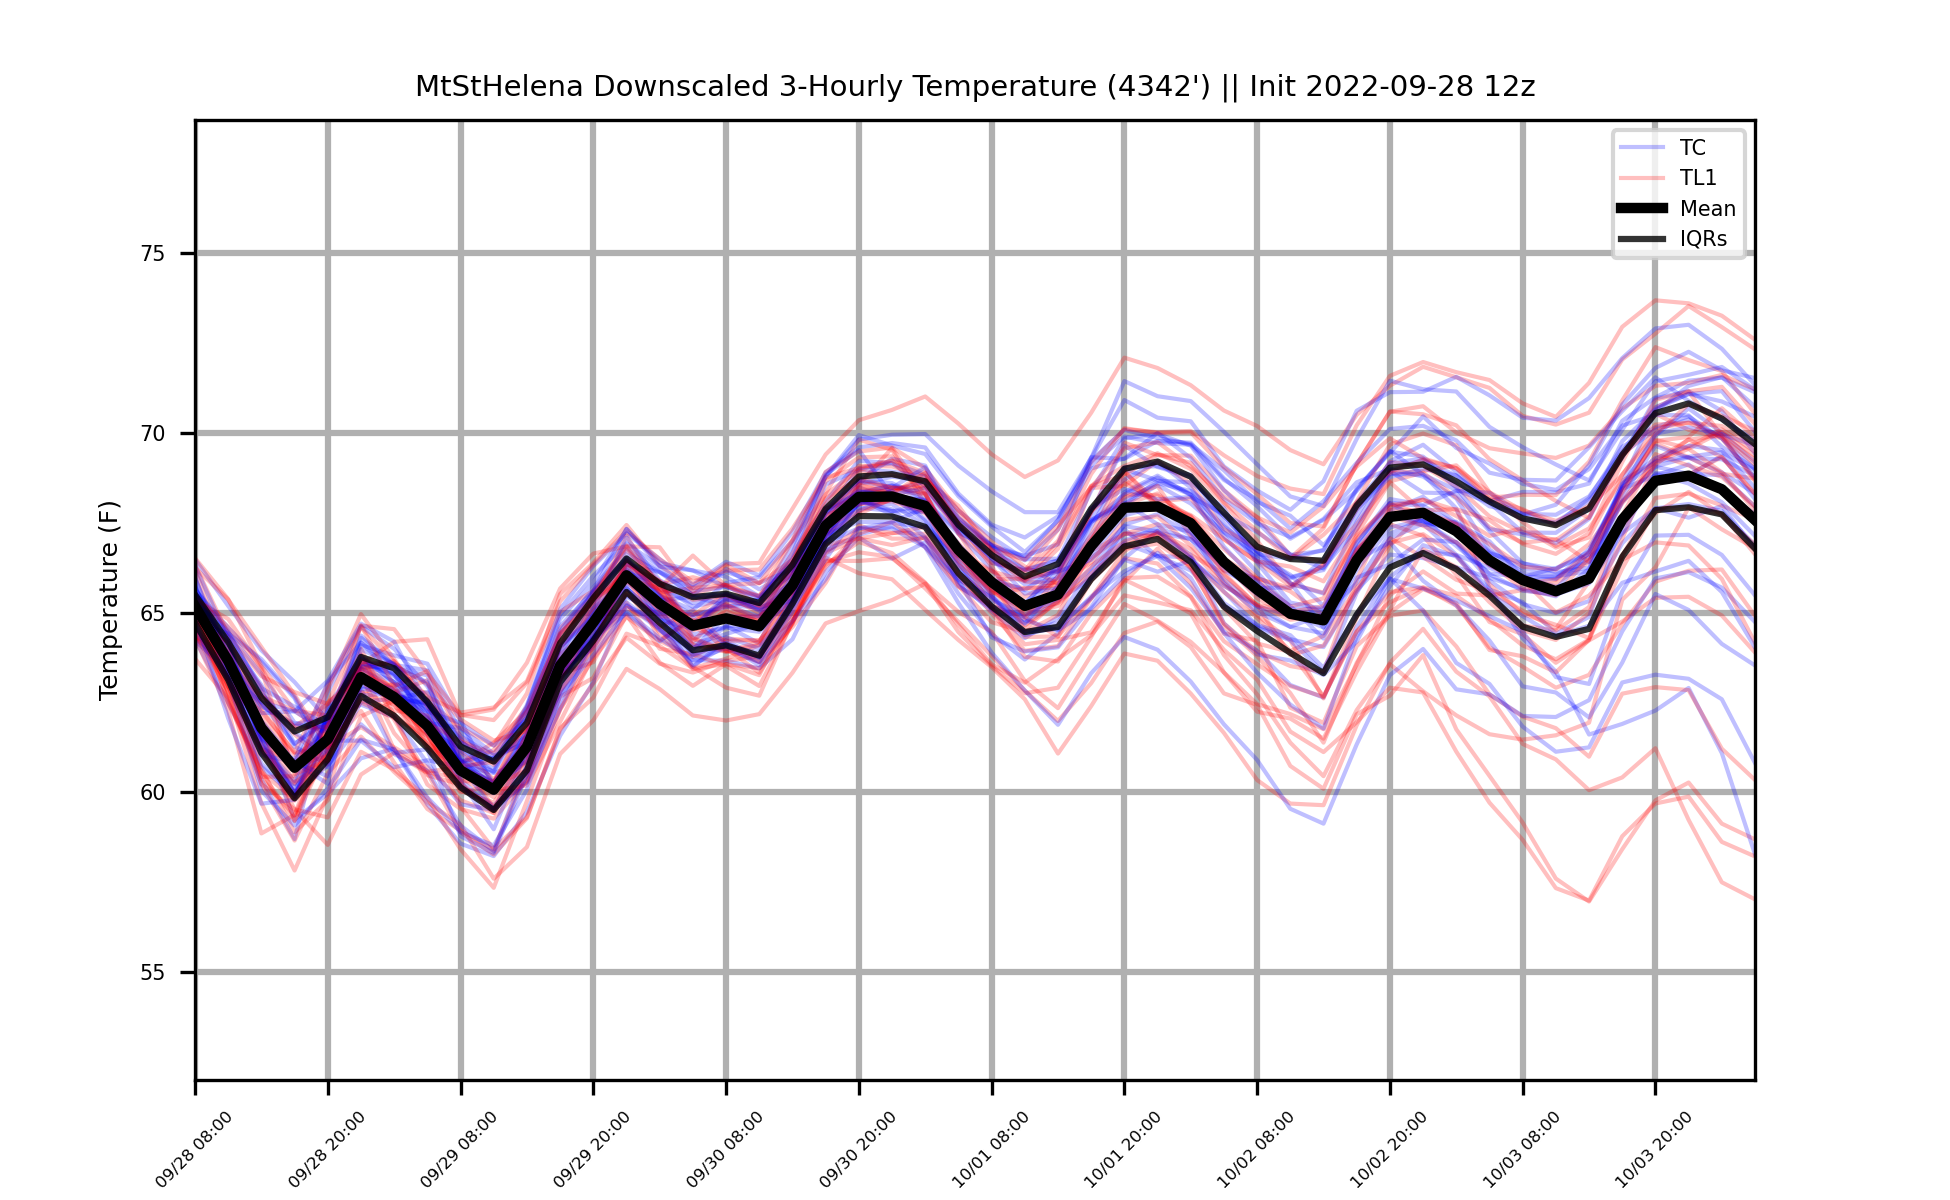 MtStHelena Downscaled 3-Hourly Temperature (4342') || Init 2022-09-28 12z
TC
TL1
Mean
IQRs
Temperature (F)
75
70
65
60
55
09/28 08:00
09/28 20:00
09/29 08:00
09/29 20:00
09/30 08:00
09/30 20:00
10/01 08:00
10/01 20:00
10/02 08:00
10/02 20:00
10/03 08:00
10/03 20:00